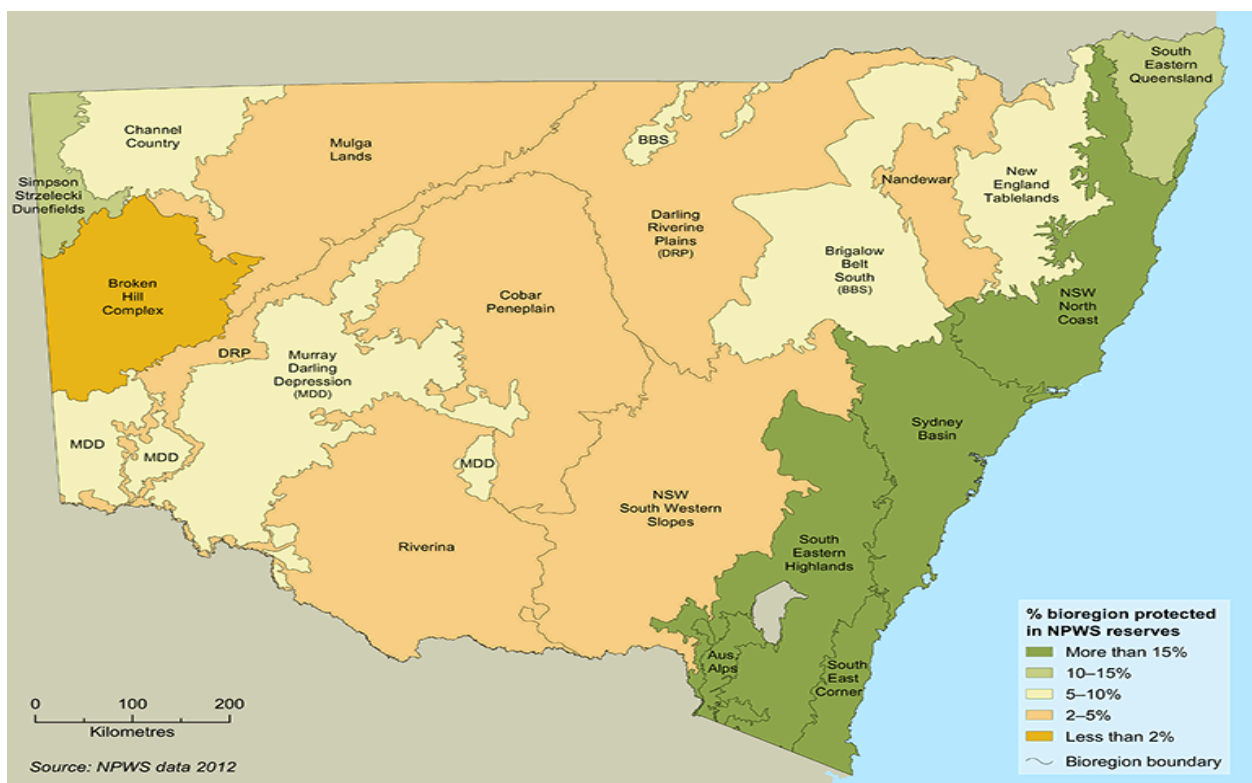 South
Eastern
Queensland
Channel
Country
Mulga
Lands
BBS
Simpson
Strzelecki
Dunefields
Nandewar
New
England
Tablelands
Darling
Riverine
Plains
(DRP)
Brigalow
Belt
South
(BBS)
Broken
Hill
Complex
Cobar
Peneplain
NSW
North
Coast
DRP
Murray
Darling
Depression
(MDD)
Sydney
Basin
MDD
MDD
MDD
NSW
South Western
Slopes
Riverina
South
Eastern
Highlands
Aus.
Alps
South
East
Corner
% bioregion protected
in NPWS reserves
More than 15%
10–15%
5–10%
2–5%
Less than 2%
Bioregion boundary
0 100 200
Kilometres
Source: NPWS data 2012